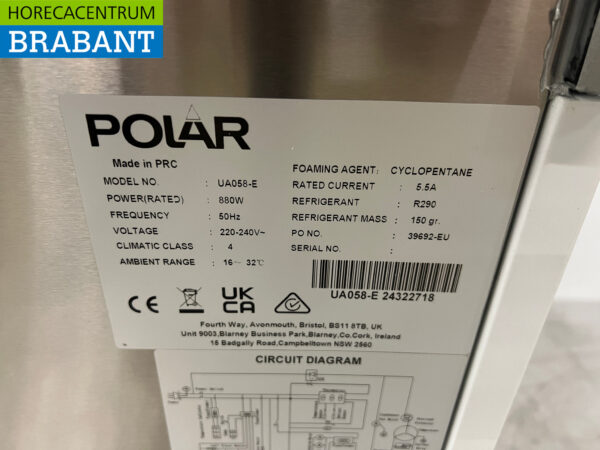 HORECACENTRUM
BRABANT
POLAR
Made in PRC
MODEL NO. : UA058-E
POWER(RATED) : 880W
FREQUENCY : 50Hz
VOLTAGE : 220-240V~
CLIMATIC CLASS : 4
AMBIENT RANGE : 16~ 32℃
FOAMING AGENT: CYCLOPENTANE
RATED CURRENT : 5.5A
REFRIGERANT : R290
REFRIGERANT MASS : 150 gr.
PO NO. : 39692-EU
SERIAL NO. :
UA058-E 24322718
CE
UK
CA
Fourth Way, Avonmouth, Bristol, BS11 8TB, UK
Unit 9003,Blarney Business Park,Blarney,Co.Cork, Ireland
15 Badgally Road,Campbelltown NSW 2560
CIRCUIT DIAGRAM